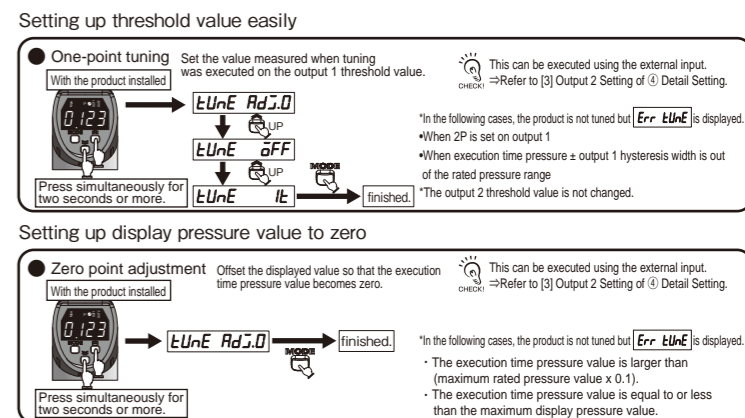 Setting up threshold value easily
● One-point tuning
Set the value measured when tuning
was executed on the output 1 threshold value.
With the product installed
0123
Press simultaneously for
two seconds or more.
tUnE AdJ.0
UP
tUnE oFF
UP
tUnE 1t
MODE
finished.
CHECK!
This can be executed using the external input.
⇒Refer to [3] Output 2 Setting of ④ Detail Setting.
*In the following cases, the product is not tuned but Err tUnE is displayed.
•When 2P is set on output 1
•When execution time pressure ± output 1 hysteresis width is out
of the rated pressure range
*The output 2 threshold value is not changed.
Setting up display pressure value to zero
● Zero point adjustment
Offset the displayed value so that the execution
time pressure value becomes zero.
With the product installed
0123
Press simultaneously for
two seconds or more.
tUnE AdJ.0
MODE
finished.
CHECK!
This can be executed using the external input.
⇒Refer to [3] Output 2 Setting of ④ Detail Setting.
*In the following cases, the product is not tuned but Err tUnE is displayed.
・The execution time pressure value is larger than
(maximum rated pressure value x 0.1).
・The execution time pressure value is equal to or less
than the maximum display pressure value.